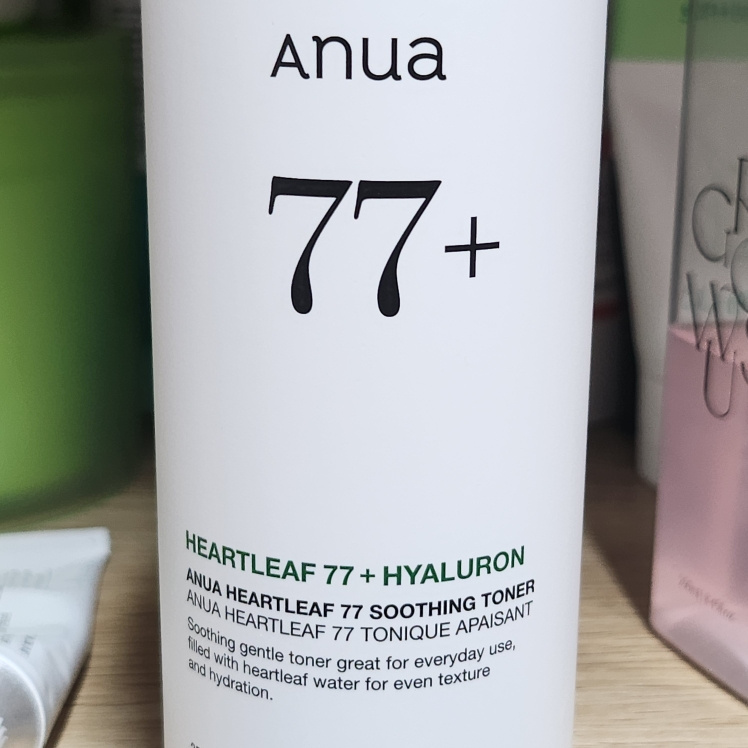 Anua
77+
HEARTLEAF 77 + HYALURON
ANUA HEARTLEAF 77 SOOTHING TONER
ANUA HEARTLEAF 77 TONIQUE APAISANT
Soothing gentle toner great for everyday use,
filled with heartleaf water for even texture
and hydration.